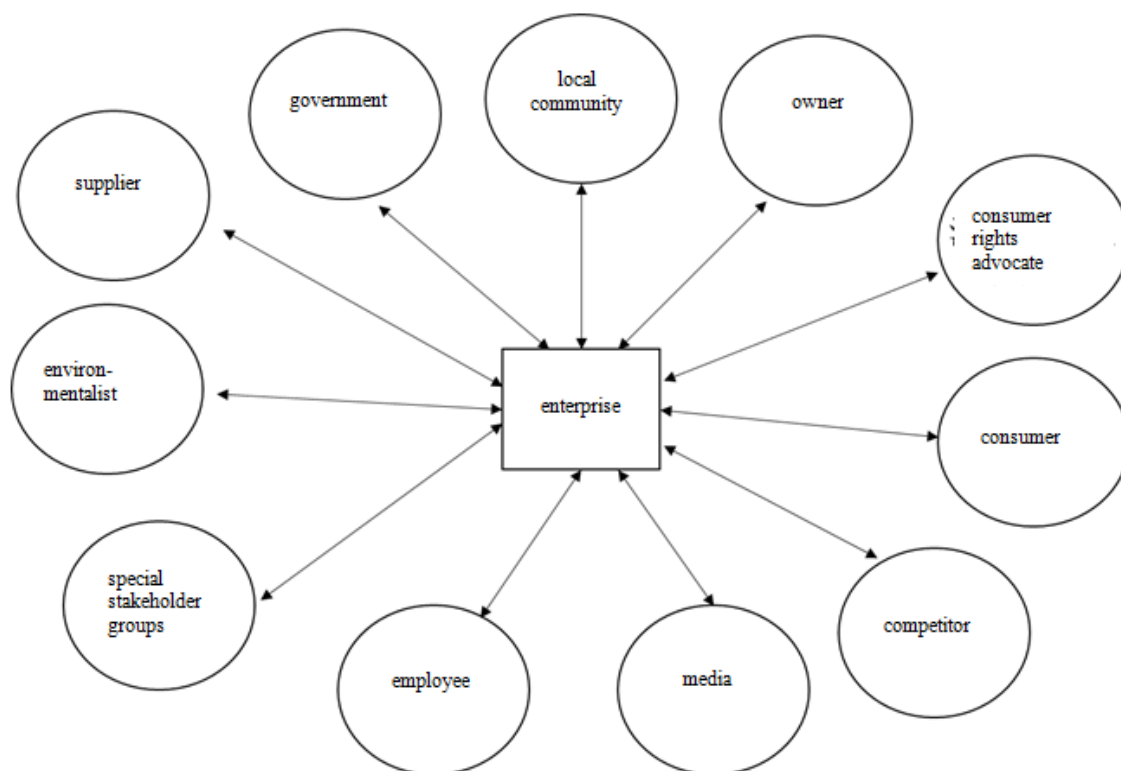 local
community
government
owner
supplier
consumer
rights
advocate
environ-
mentalist
enterprise
consumer
special
stakeholder
groups
competitor
employee
media